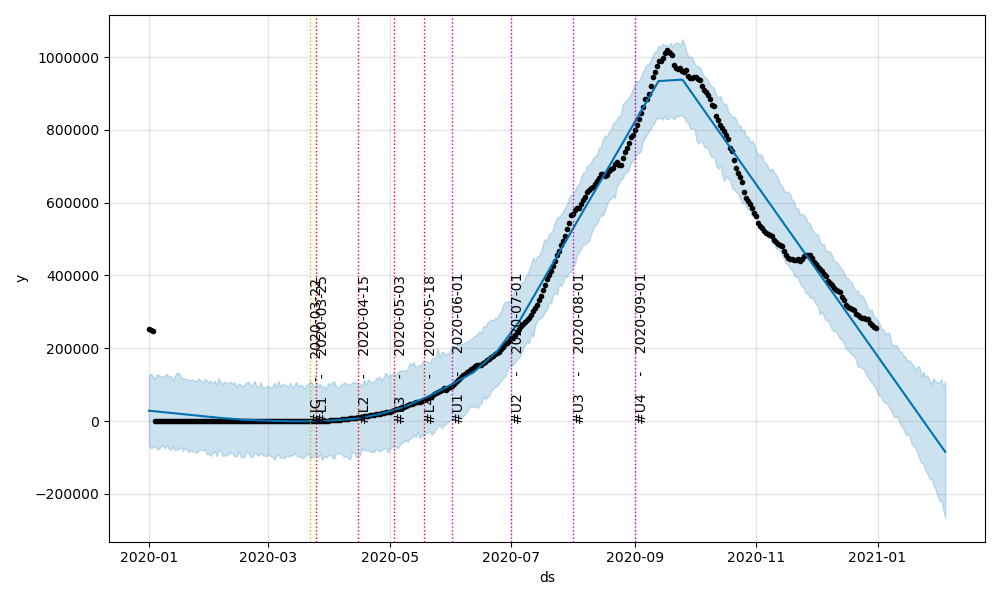 1000000
800000
600000
400000
200000
0
−200000
y
#JC - 2020-03-22
#L1 - 2020-03-25
#L2 - 2020-04-15
#L3 - 2020-05-03
#L4 - 2020-05-18
#U1 - 2020-06-01
#U2 - 2020-07-01
#U3 - 2020-08-01
#U4 - 2020-09-01
2020-01 2020-03 2020-05 2020-07 2020-09 2020-11 2021-01
ds